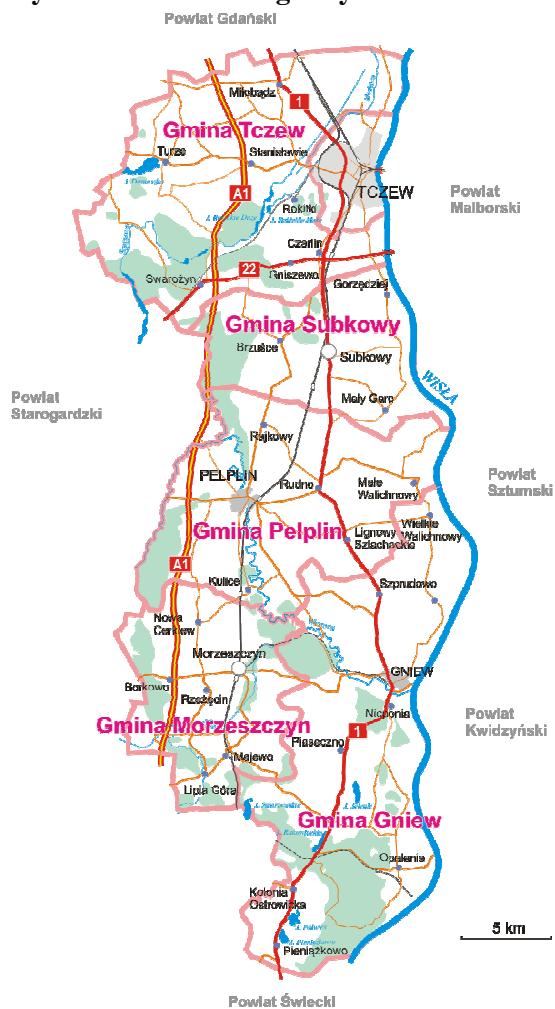 Powiat Gdański
Miłobądz
1
Gmina Tczew
Turze
Stanisławie
TCZEW
A1
Powiat
Malborski
Rokitki
Czarlin
22
Gniszewo
Swarożyn
Gorzędziej
Gmina Subkowy
Brzuśce
Subkowy
WISŁA
Powiat
Starogardzki
Mały Garc
Rajkowy
PELPLIN
Rudno
Małe
Walichnowy
Powiat
Sztumski
Gmina Pelplin
Lignowy
Szlacheckie
Wielkie
Walichnowy
A1
Kulice
Szprudowo
Nowa
Cerkiew
Morzeszczyn
GNIEW
Borkowo
Rzeżęcin
Nicponia
Powiat
Kwidzyński
Gmina Morzeszczyn
1
Piaseczno
Majewo
Lipia Góra
Gmina Gniew
Opalenie
Kolonia
Ostrowicka
5 km
Pieniążkowo
Powiat Świecki